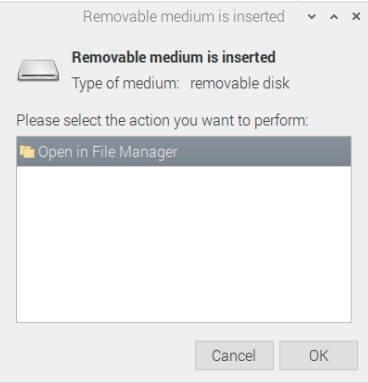 Removable medium is inserted
Removable medium is inserted
Type of medium: removable disk
Please select the action you want to perform:
Open in File Manager
Cancel OK